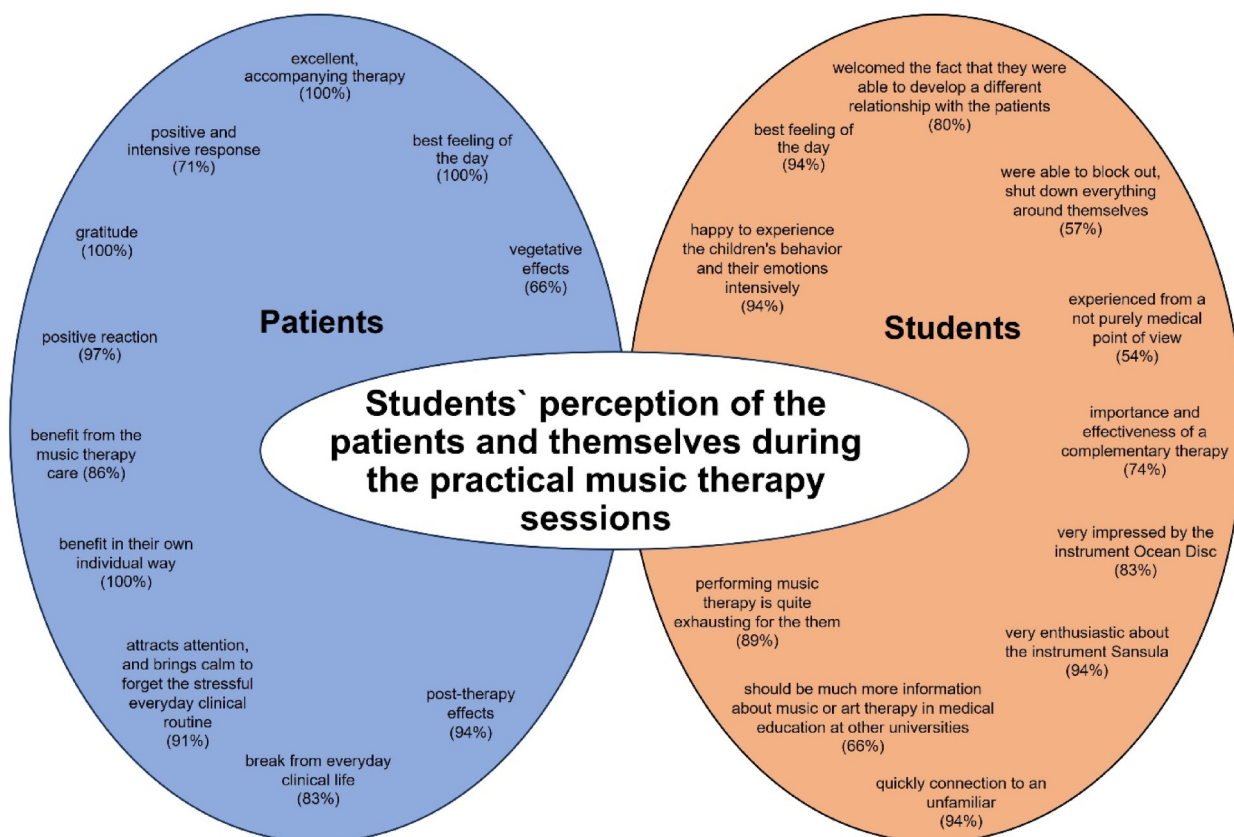 excellent,
accompanying therapy
(100%)
positive and
intensive response
(71%)
best feeling of
the day
(100%)
gratitude
(100%)
vegetative
effects
(66%)
Patients
positive reaction
(97%)
benefit from the
music therapy
care (86%)
benefit in their own
individual way
(100%)
attracts attention,
and brings calm to
forget the stressful
everyday clinical
routine
(91%)
post-therapy
effects
(94%)
break from everyday
clinical life
(83%)
Students` perception of the
patients and themselves during
the practical music therapy
sessions
welcomed the fact that they were
able to develop a different
relationship with the patients
(80%)
best feeling of
the day
(94%)
were able to block out,
shut down everything
around themselves
(57%)
happy to experience
the children's behavior
and their emotions
intensively
(94%)
Students
experienced from a
not purely medical
point of view
(54%)
importance and
effectiveness of a
complementary therapy
(74%)
very impressed by the
instrument Ocean Disc
(83%)
performing music
therapy is quite
exhausting for the them
(89%)
very enthusiastic about
the instrument Sansula
(94%)
should be much more information
about music or art therapy in medical
education at other universities
(66%)
quickly connection to an
unfamiliar
(94%)